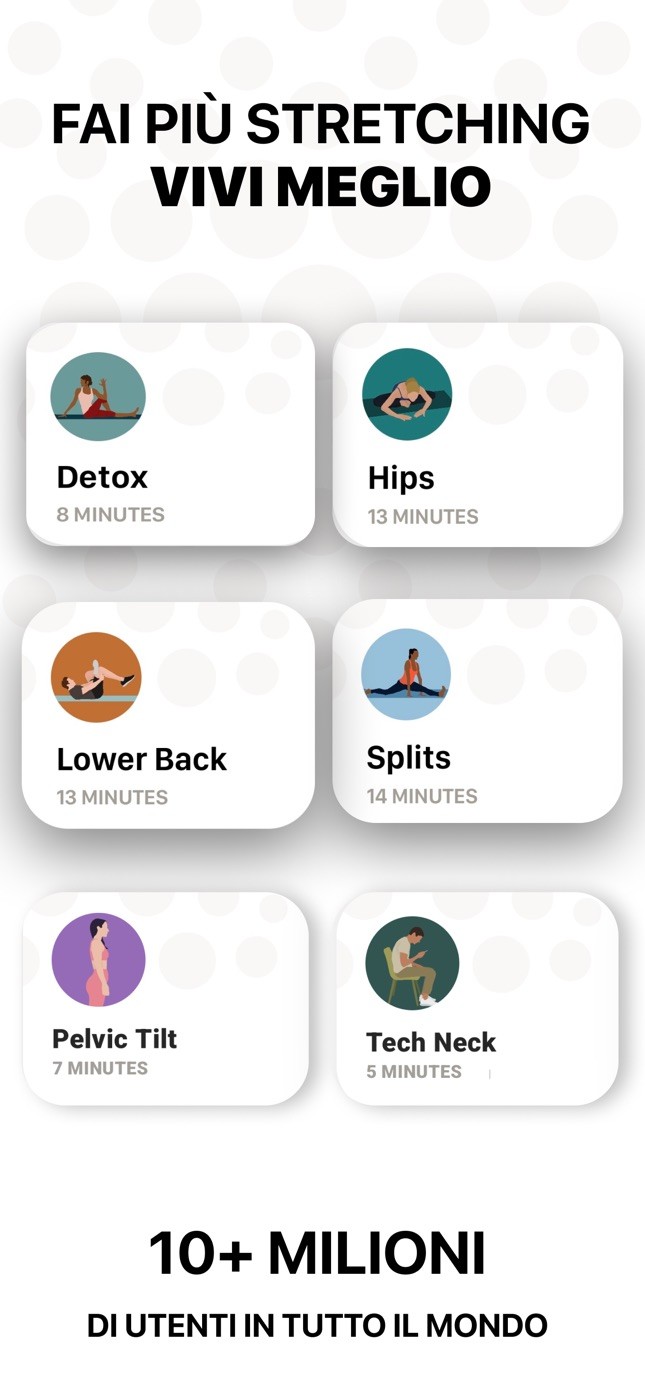 FAI PIÙ STRETCHING
VIVI MEGLIO
Detox
8 MINUTES
Hips
13 MINUTES
Lower Back
13 MINUTES
Splits
14 MINUTES
Pelvic Tilt
7 MINUTES
Tech Neck
5 MINUTES
10+ MILIONI
DI UTENTI IN TUTTO IL MONDO